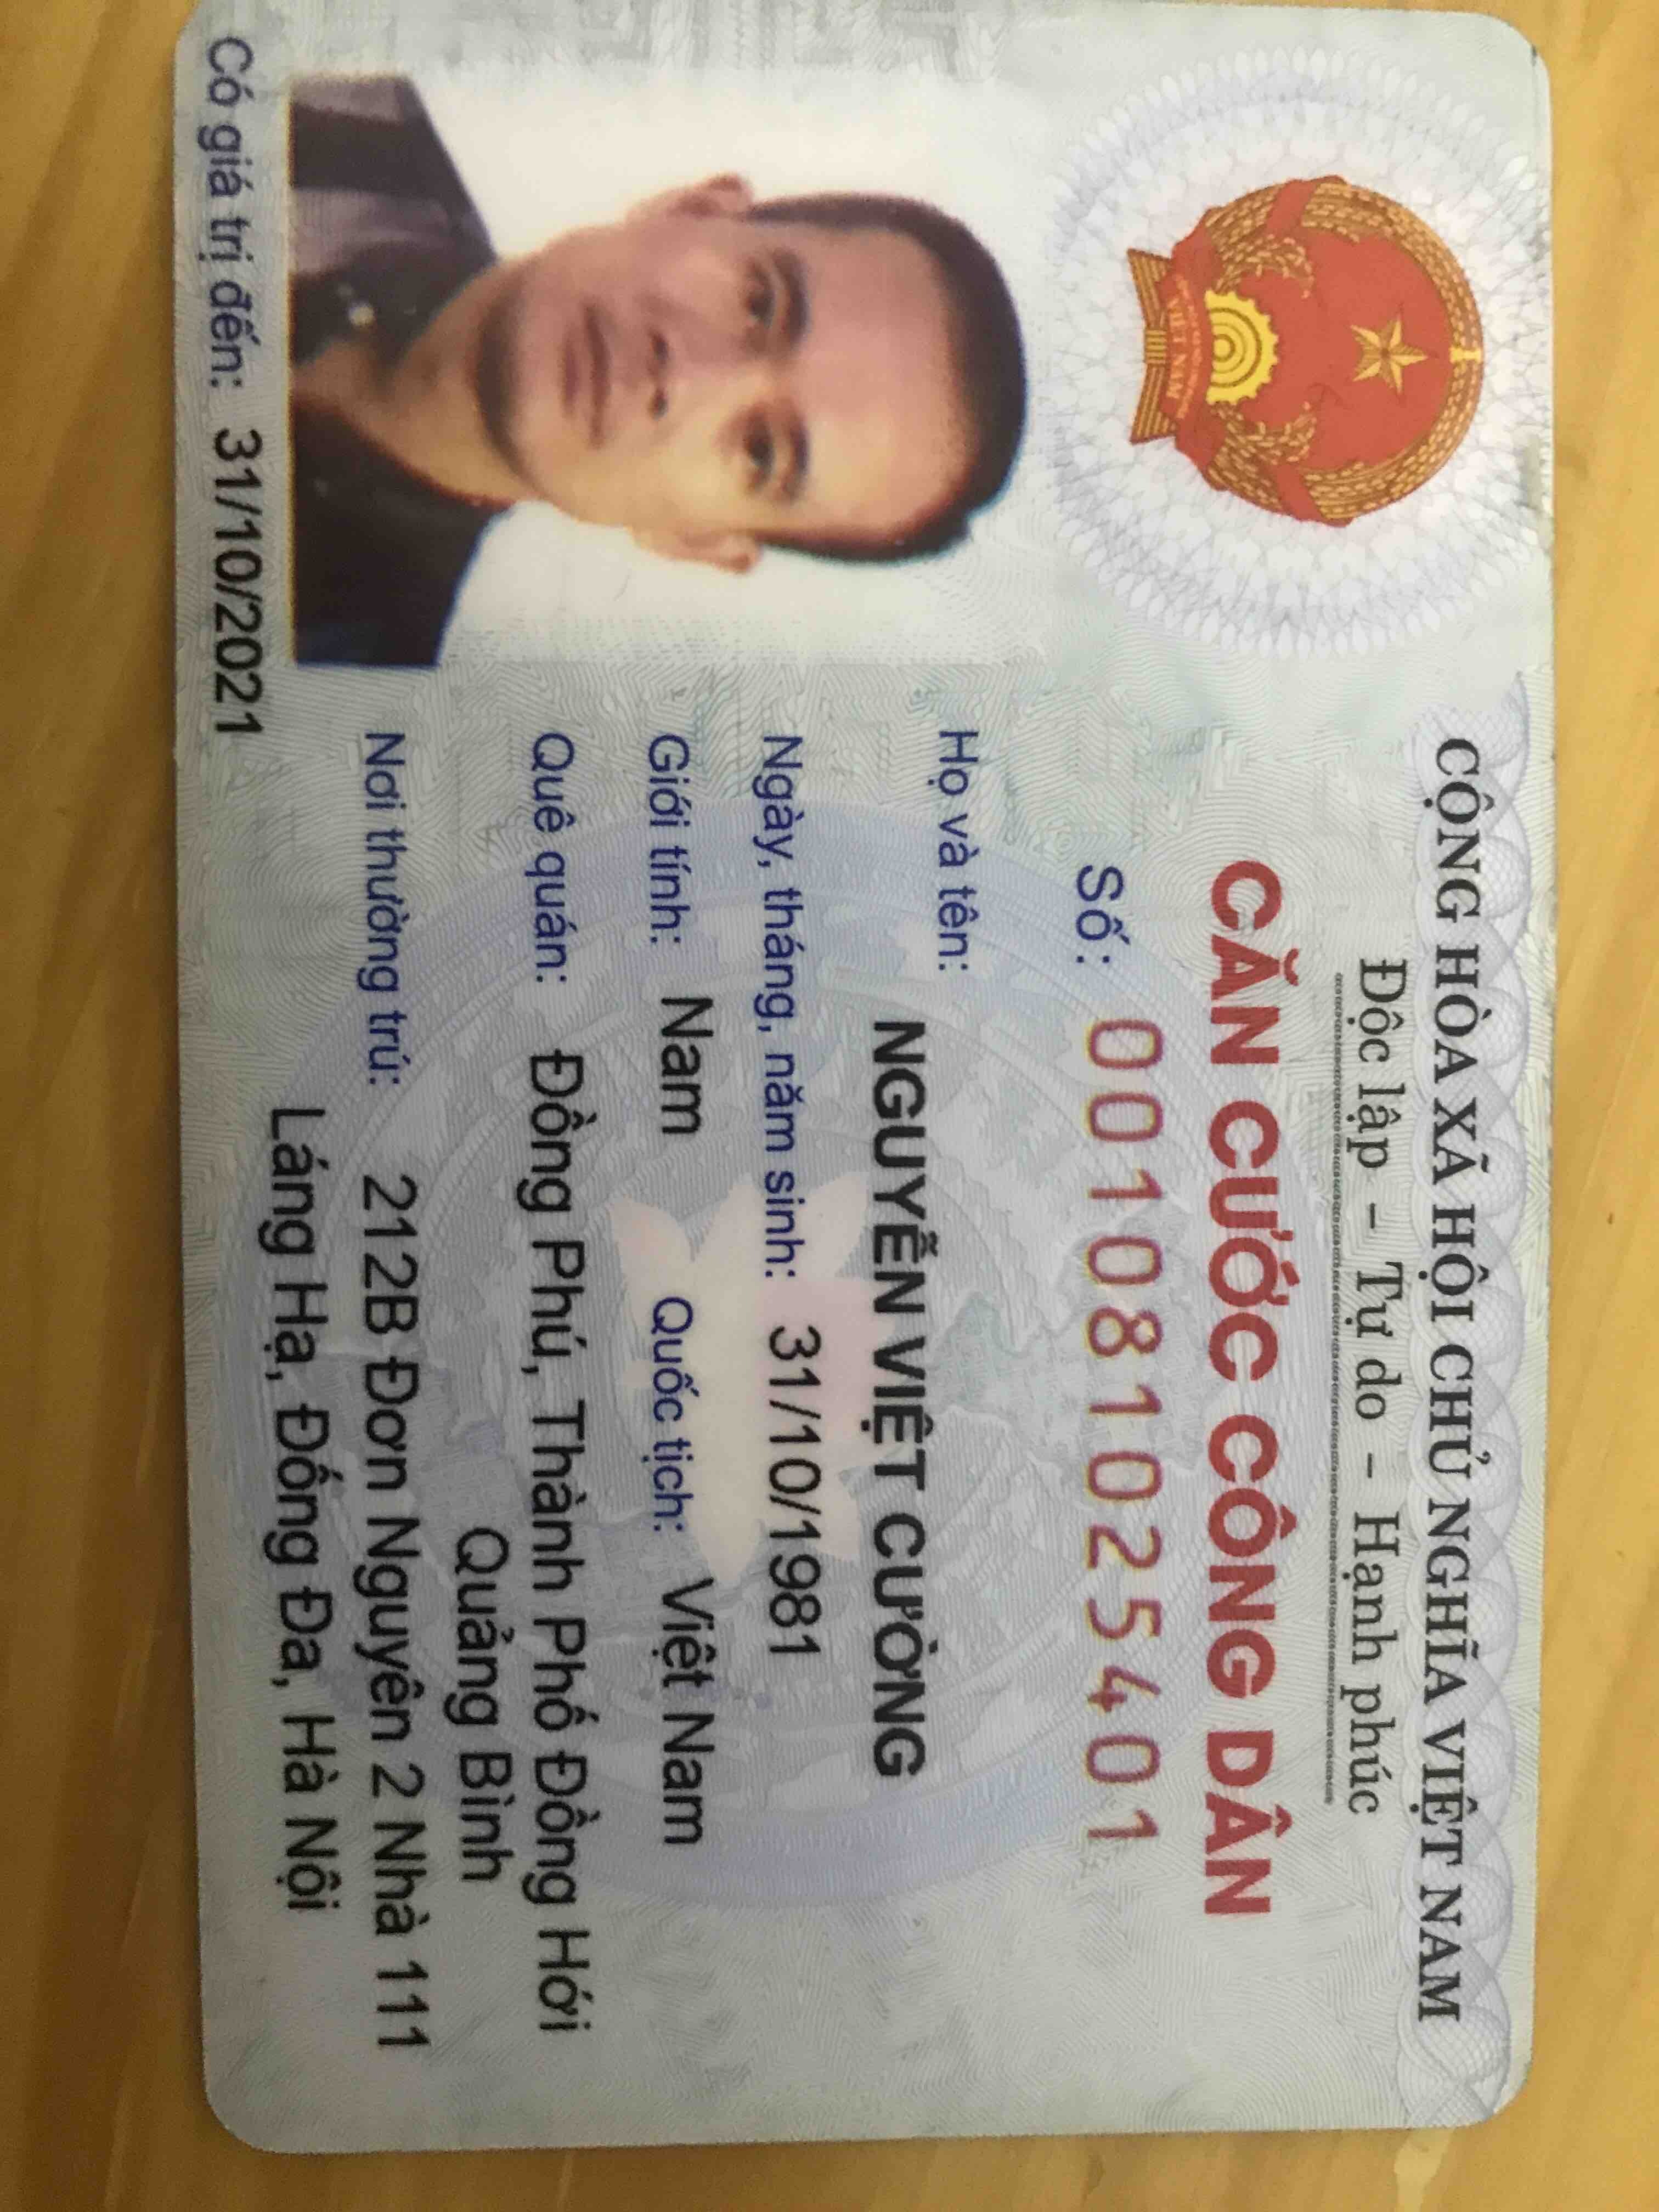 CỘNG HÒA XÃ HỘI CHỦ NGHĨA VIỆT NAM
Độc lập - Tự do - Hạnh phúc
CĂN CƯỚC CÔNG DÂN
Số: 001081025401
Họ và tên:
NGUYỄN VIỆT CƯỜNG
Ngày, tháng, năm sinh: 31/10/1981
Giới tính: Nam Quốc tịch: Việt Nam
Quê quán: Đồng Phú, Thành Phố Đồng Hới
Quảng Bình
Nơi thường trú: 212B Đơn Nguyên 2 Nhà 111
Láng Hạ, Đống Đa, Hà Nội
Có giá trị đến: 31/10/2021
VIỆT NAM